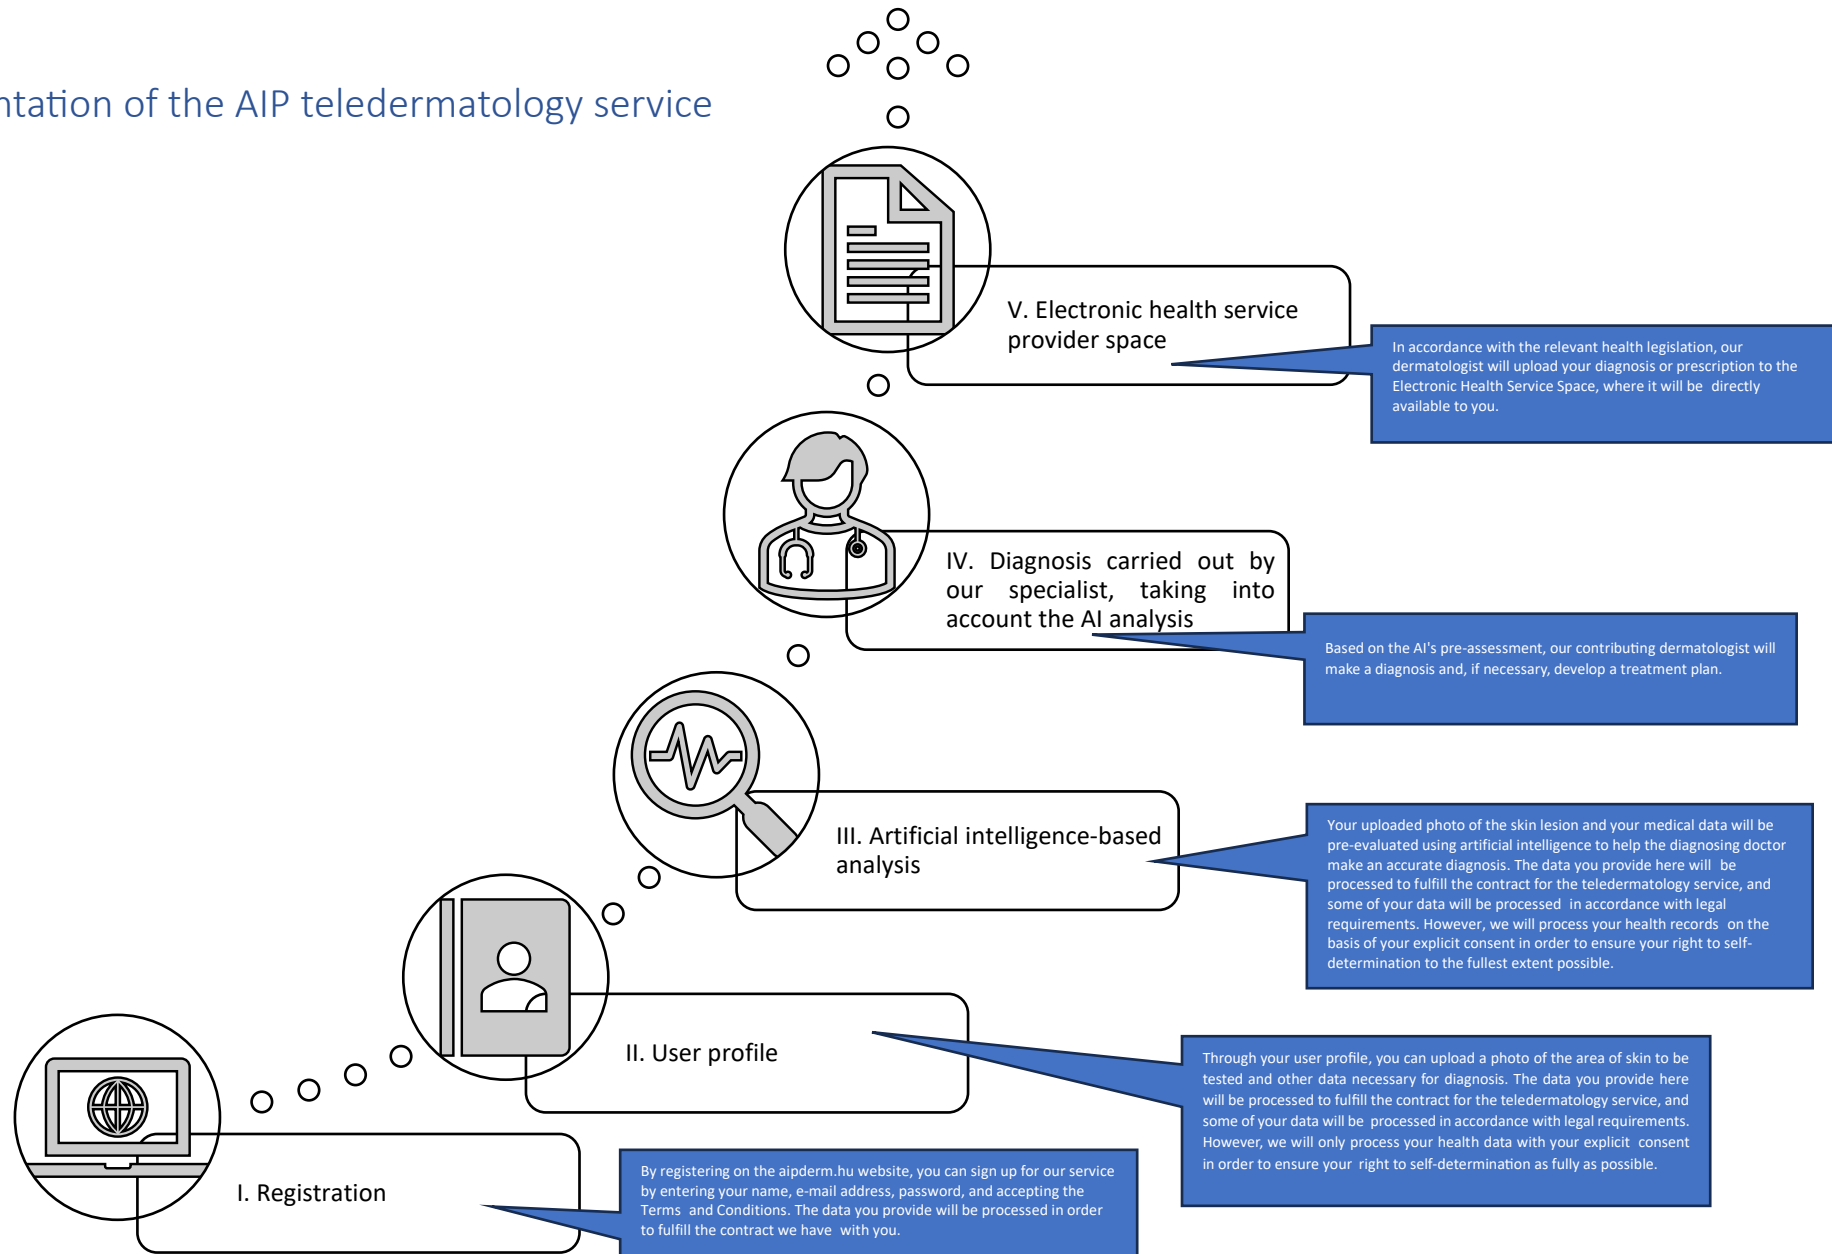 ntation of the AIP teledermatology service
V. Electronic health service
provider space
In accordance with the relevant health legislation, our
dermatologist will upload your diagnosis or prescription to the
Electronic Health Service Space, where it will be directly
available to you.
IV. Diagnosis carried out by
our specialist, taking into
account the AI analysis
Based on the AI's pre-assessment, our contributing dermatologist will
make a diagnosis and, if necessary, develop a treatment plan.
III. Artificial intelligence-based
analysis
Your uploaded photo of the skin lesion and your medical data will be
pre-evaluated using artificial intelligence to help the diagnosing doctor
make an accurate diagnosis. The data you provide here will be
processed to fulfill the contract for the teledermatology service, and
some of your data will be processed in accordance with legal
requirements. However, we will process your health records on the
basis of your explicit consent in order to ensure your right to self-
determination to the fullest extent possible.
II. User profile
Through your user profile, you can upload a photo of the area of skin to be
tested and other data necessary for diagnosis. The data you provide here
will be processed to fulfill the contract for the teledermatology service, and
some of your data will be processed in accordance with legal requirements.
However, we will only process your health data with your explicit consent
in order to ensure your right to self-determination as fully as possible.
I. Registration
By registering on the aipderm.hu website, you can sign up for our service
by entering your name, e-mail address, password, and accepting the
Terms and Conditions. The data you provide will be processed in order
to fulfill the contract we have with you.